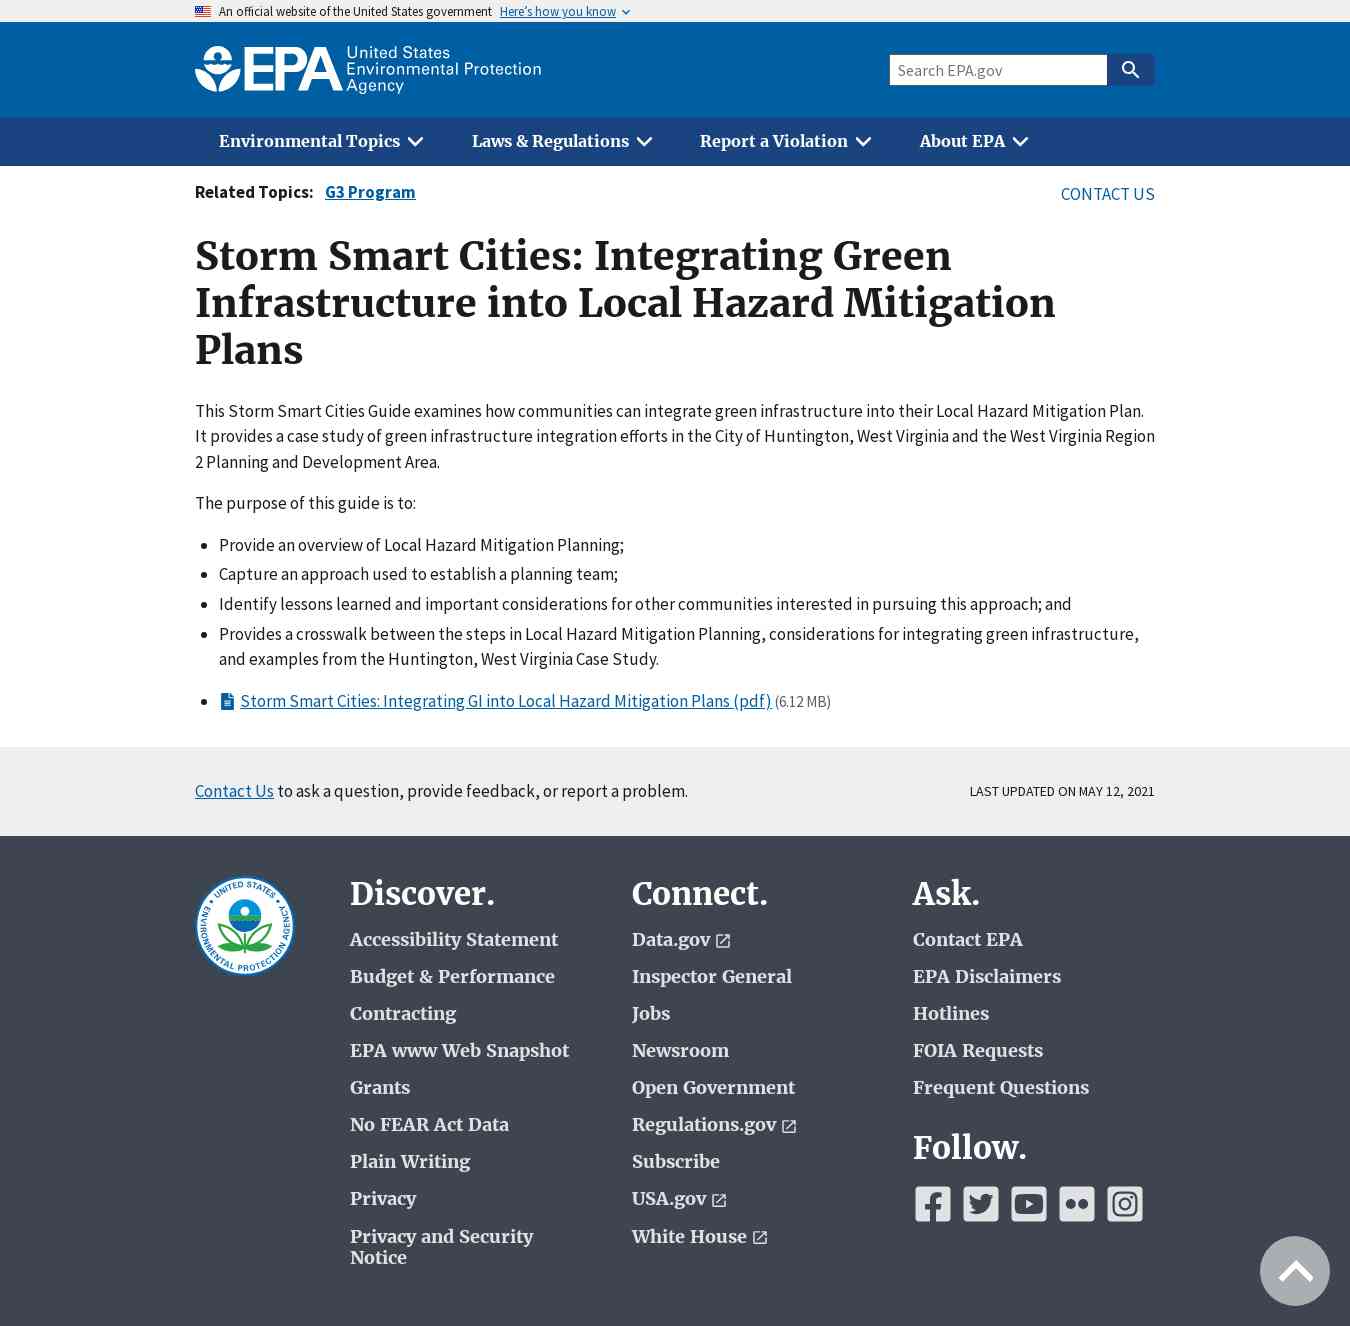 An official website of the United States government Here's how you know
EPA United States
Environmental Protection
Agency
Search EPA.gov
Environmental Topics Laws & Regulations Report a Violation About EPA
Related Topics: G3 Program CONTACT US
Storm Smart Cities: Integrating Green
Infrastructure into Local Hazard Mitigation
Plans
This Storm Smart Cities Guide examines how communities can integrate green infrastructure into their Local Hazard Mitigation Plan.
It provides a case study of green infrastructure integration efforts in the City of Huntington, West Virginia and the West Virginia Region
2 Planning and Development Area.
The purpose of this guide is to:
• Provide an overview of Local Hazard Mitigation Planning;
• Capture an approach used to establish a planning team;
• Identify lessons learned and important considerations for other communities interested in pursuing this approach; and
• Provides a crosswalk between the steps in Local Hazard Mitigation Planning, considerations for integrating green infrastructure,
and examples from the Huntington, West Virginia Case Study.
• Storm Smart Cities: Integrating GI into Local Hazard Mitigation Plans (pdf) (6.12 MB)
Contact Us to ask a question, provide feedback, or report a problem. LAST UPDATED ON MAY 12, 2021
• UNITED STATES •
ENVIRONMENTAL PROTECTION AGENCY
Discover.
Accessibility Statement
Budget & Performance
Contracting
EPA www Web Snapshot
Grants
No FEAR Act Data
Plain Writing
Privacy
Privacy and Security
Notice
Connect.
Data.gov
Inspector General
Jobs
Newsroom
Open Government
Regulations.gov
Subscribe
USA.gov
White House
Ask.
Contact EPA
EPA Disclaimers
Hotlines
FOIA Requests
Frequent Questions
Follow.